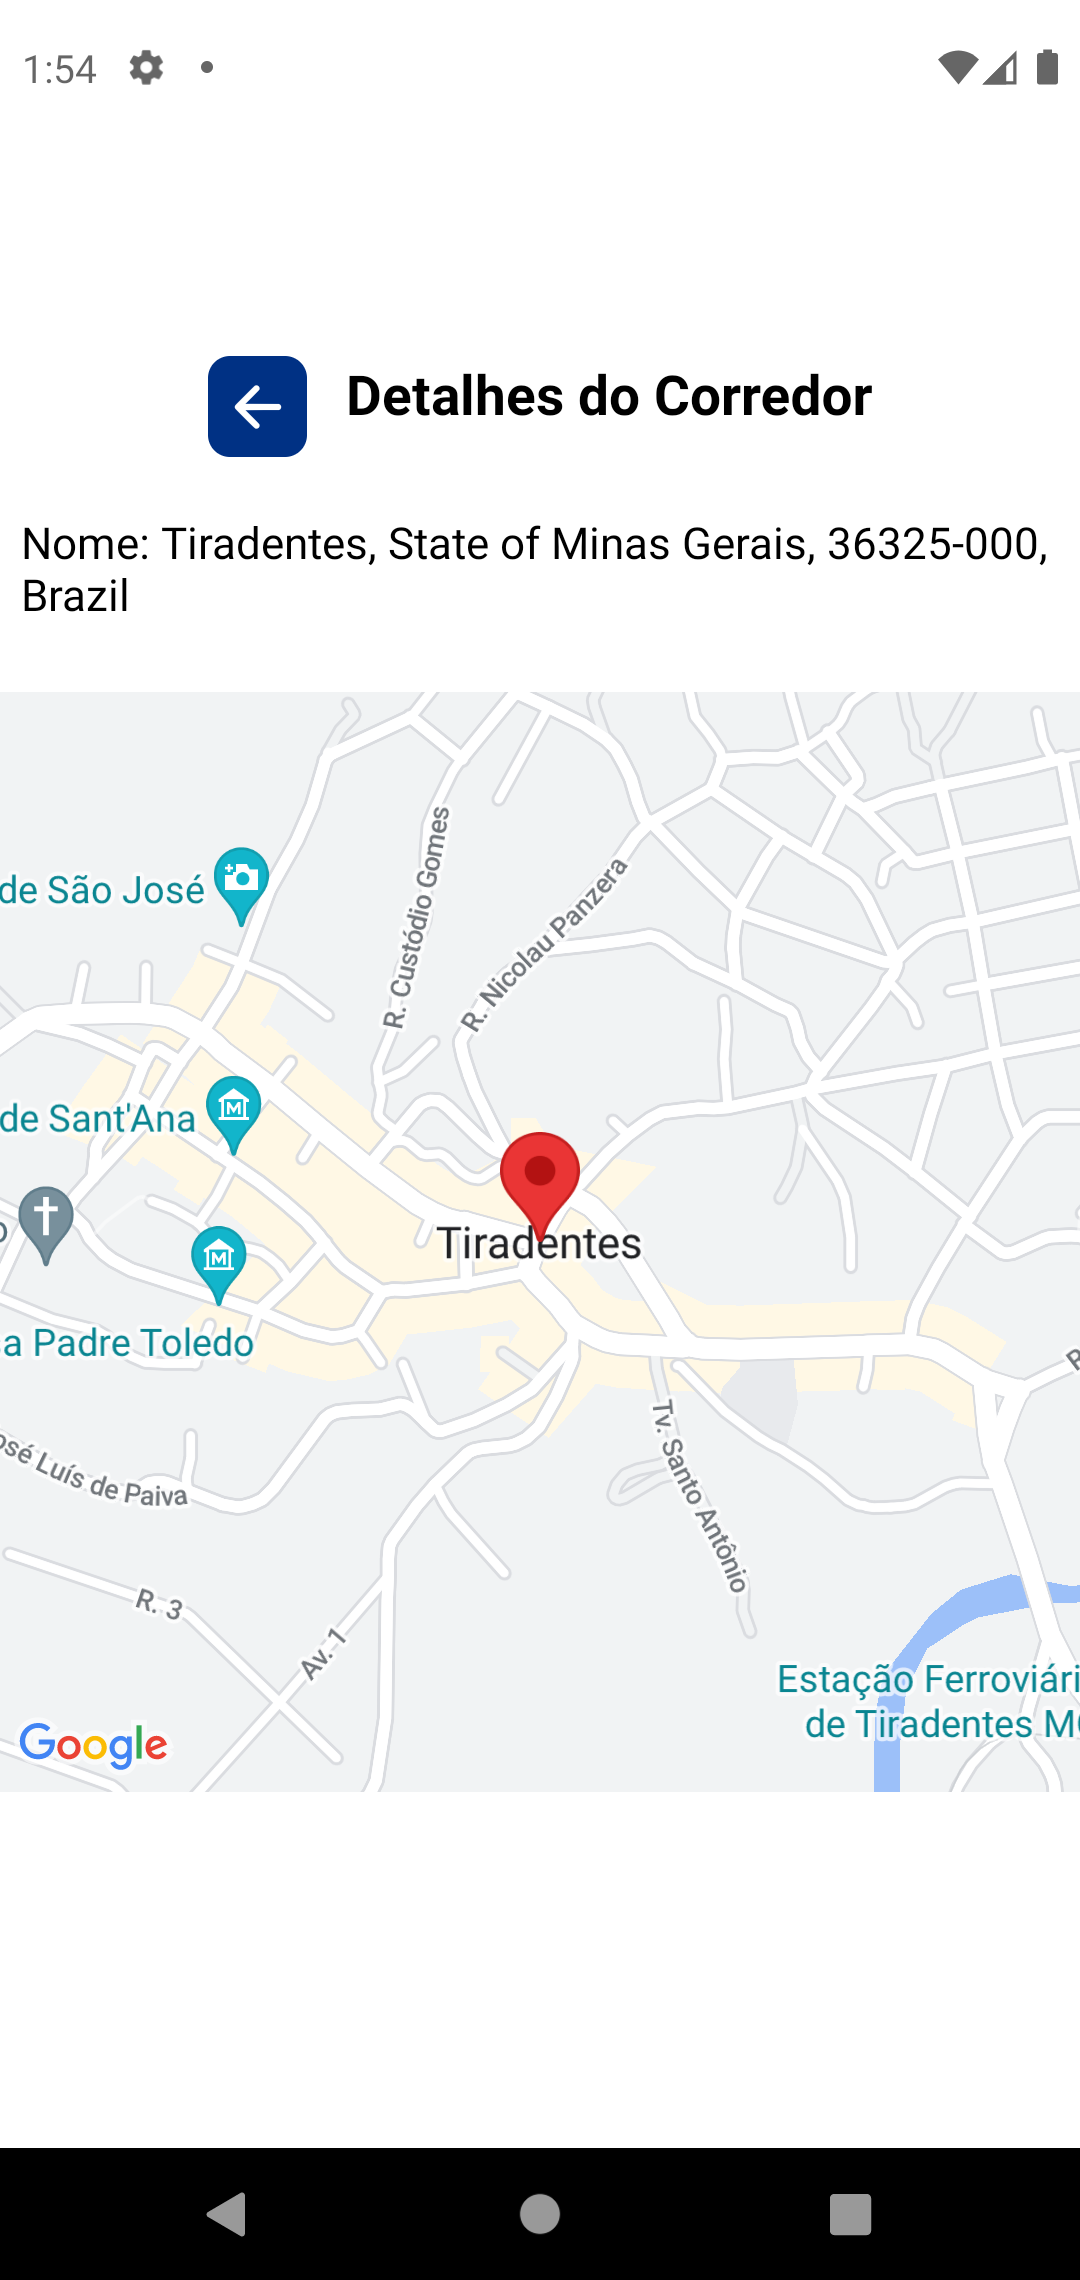 1:54
Detalhes do Corredor
Nome: Tiradentes, State of Minas Gerais, 36325-000,
Brazil
R. Custódio Gomes
R. Nicolau Panzera
de São José
de Sant'Ana
Tiradentes
a Padre Toledo
osé Luís de Paiva
Tv. Santo Antônio
R. 3
Av. 1
Estação Ferroviári
de Tiradentes M
Google